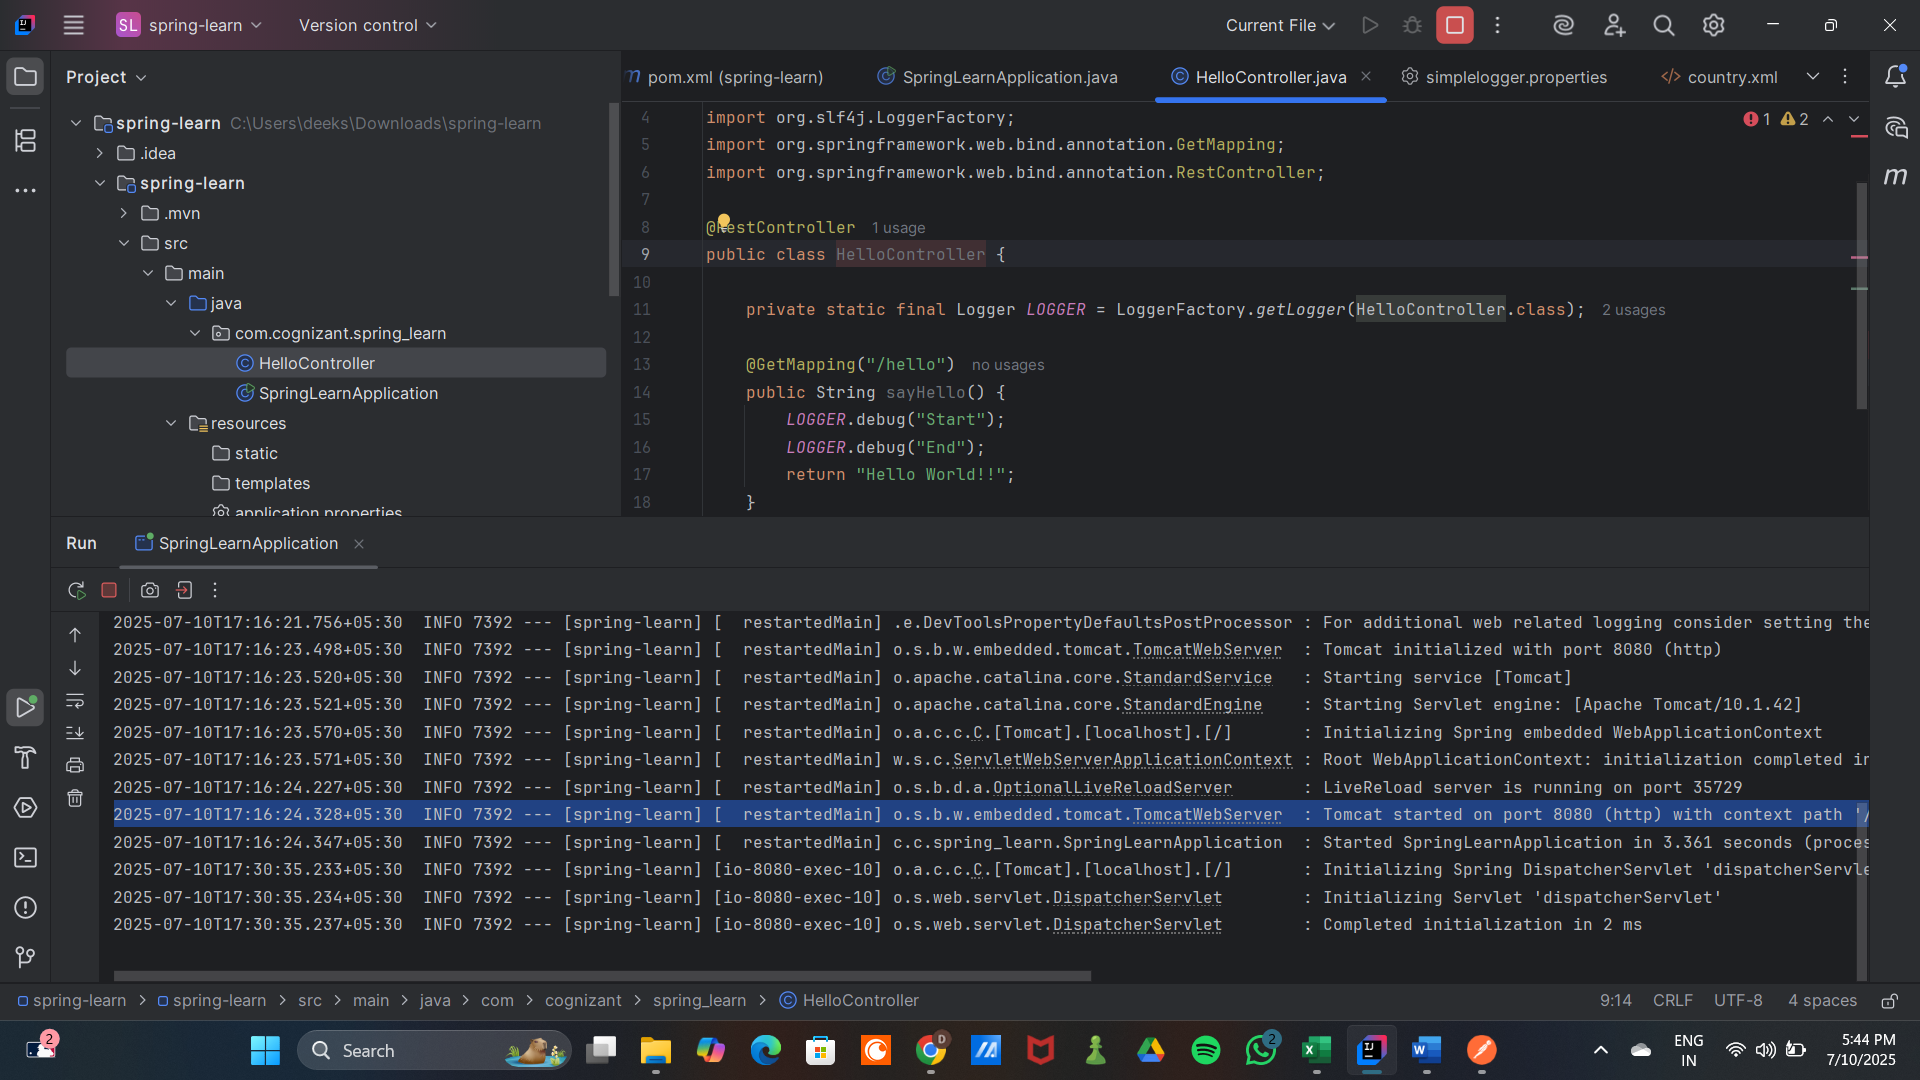 SL spring-learn Version control Current File
Project
spring-learn C:\Users\deeks\Downloads\spring-learn
.idea
spring-learn
.mvn
src
main
java
com.cognizant.spring_learn
HelloController
SpringLearnApplication
resources
static
templates
application.properties
pom.xml (spring-learn) SpringLearnApplication.java HelloController.java simplelogger.properties country.xml
1 2
4 import org.slf4j.LoggerFactory;
5 import org.springframework.web.bind.annotation.GetMapping;
6 import org.springframework.web.bind.annotation.RestController;
7
8 @RestController 1 usage
9 public class HelloController {
10
11 private static final Logger LOGGER = LoggerFactory.getLogger(HelloController.class); 2 usages
12
13 @GetMapping("/hello") no usages
14 public String sayHello() {
15 LOGGER.debug("Start");
16 LOGGER.debug("End");
17 return "Hello World!!";
18 }
Run SpringLearnApplication
2025-07-10T17:16:21.756+05:30 INFO 7392 --- [spring-learn] [ restartedMain] .e.DevToolsPropertyDefaultsPostProcessor : For additional web related logging consider setting the
2025-07-10T17:16:23.498+05:30 INFO 7392 --- [spring-learn] [ restartedMain] o.s.b.w.embedded.tomcat.TomcatWebServer : Tomcat initialized with port 8080 (http)
2025-07-10T17:16:23.520+05:30 INFO 7392 --- [spring-learn] [ restartedMain] o.apache.catalina.core.StandardService : Starting service [Tomcat]
2025-07-10T17:16:23.521+05:30 INFO 7392 --- [spring-learn] [ restartedMain] o.apache.catalina.core.StandardEngine : Starting Servlet engine: [Apache Tomcat/10.1.42]
2025-07-10T17:16:23.570+05:30 INFO 7392 --- [spring-learn] [ restartedMain] o.a.c.c.C.[Tomcat].[localhost].[/] : Initializing Spring embedded WebApplicationContext
2025-07-10T17:16:23.571+05:30 INFO 7392 --- [spring-learn] [ restartedMain] w.s.c.ServletWebServerApplicationContext : Root WebApplicationContext: initialization completed in
2025-07-10T17:16:24.227+05:30 INFO 7392 --- [spring-learn] [ restartedMain] o.s.b.d.a.OptionalLiveReloadServer : LiveReload server is running on port 35729
2025-07-10T17:16:24.328+05:30 INFO 7392 --- [spring-learn] [ restartedMain] o.s.b.w.embedded.tomcat.TomcatWebServer : Tomcat started on port 8080 (http) with context path '/
2025-07-10T17:16:24.347+05:30 INFO 7392 --- [spring-learn] [ restartedMain] c.c.spring_learn.SpringLearnApplication : Started SpringLearnApplication in 3.361 seconds (proces
2025-07-10T17:30:35.233+05:30 INFO 7392 --- [spring-learn] [io-8080-exec-10] o.a.c.c.C.[Tomcat].[localhost].[/] : Initializing Spring DispatcherServlet 'dispatcherServle
2025-07-10T17:30:35.234+05:30 INFO 7392 --- [spring-learn] [io-8080-exec-10] o.s.web.servlet.DispatcherServlet : Initializing Servlet 'dispatcherServlet'
2025-07-10T17:30:35.237+05:30 INFO 7392 --- [spring-learn] [io-8080-exec-10] o.s.web.servlet.DispatcherServlet : Completed initialization in 2 ms
spring-learn > spring-learn > src > main > java > com > cognizant > spring_learn > HelloController 9:14 CRLF UTF-8 4 spaces
2 Search D 2 ENG 5:44 PM
IN 7/10/2025